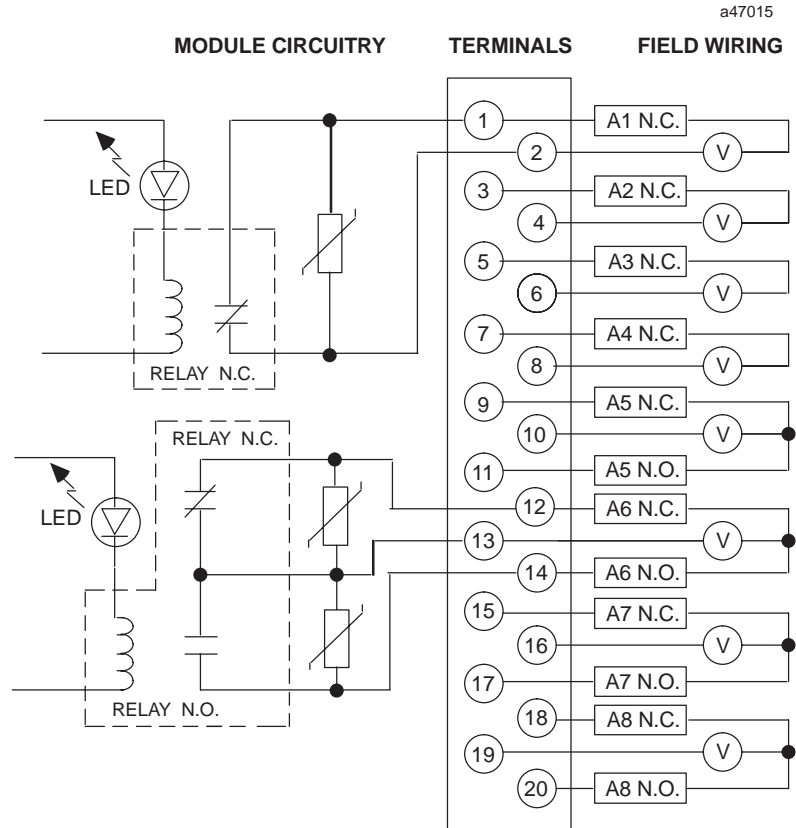 a47015
MODULE CIRCUITRY TERMINALS FIELD WIRING
1 A1 N.C.
2 V
LED
3 A2 N.C.
4 V
5 A3 N.C.
6 V
7 A4 N.C.
8 V
RELAY N.C.
9 A5 N.C.
10 V
RELAY N.C.
11 A5 N.O.
12 A6 N.C.
LED
13 V
14 A6 N.O.
15 A7 N.C.
16 V
17 A7 N.O.
RELAY N.O.
18 A8 N.C.
19 V
20 A8 N.O.